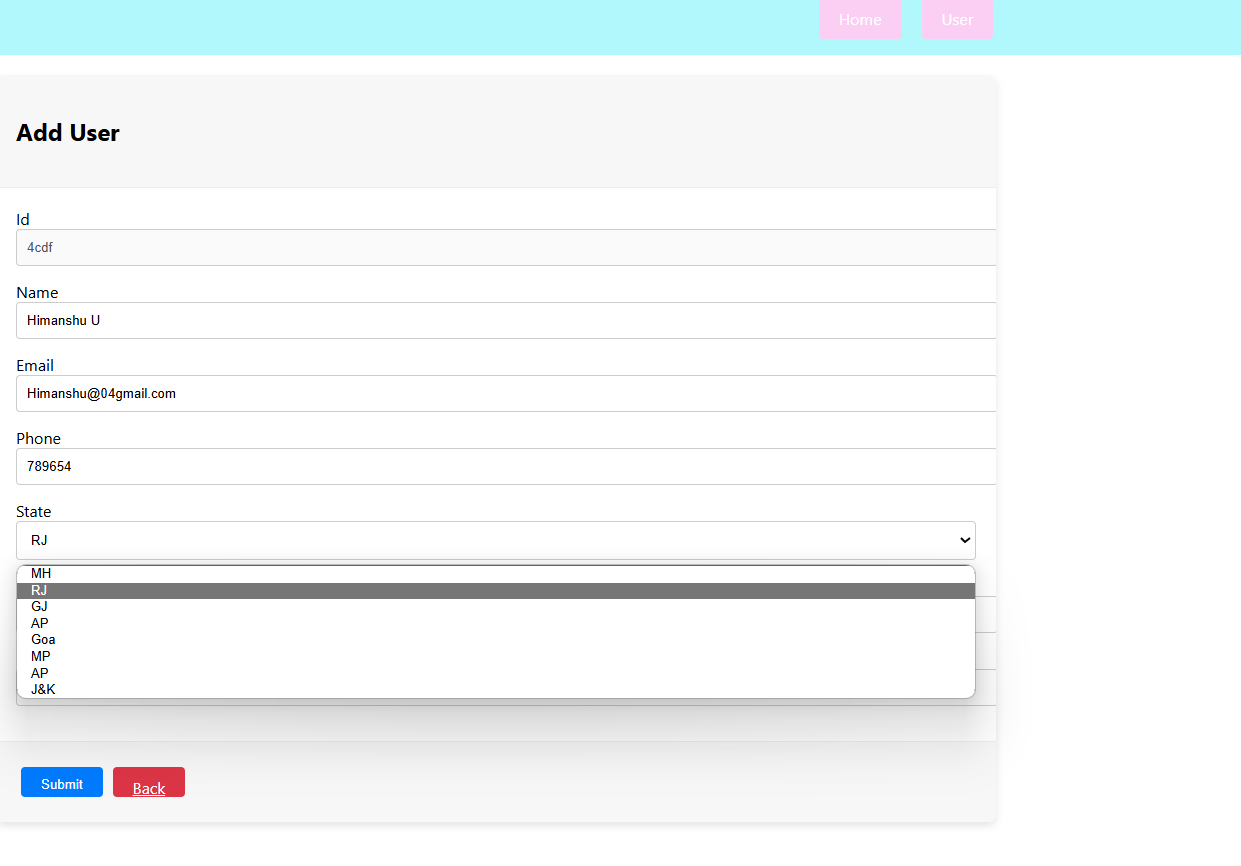 Home User
Add User
Id
4cdf
Name
Himanshu U
Email
Himanshu@04gmail.com
Phone
789654
State
RJ
MH
RJ
GJ
AP
Goa
MP
AP
J&K
Submit Back